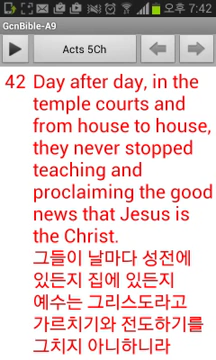 오후 7:42
GcnBible-A9
Acts 5Ch
42 Day after day, in the
temple courts and
from house to house,
they never stopped
teaching and
proclaiming the good
news that Jesus is
the Christ.
그들이 날마다 성전에
있든지 집에 있든지
예수는 그리스도라고
가르치기와 전도하기를
그치지 아니하니라